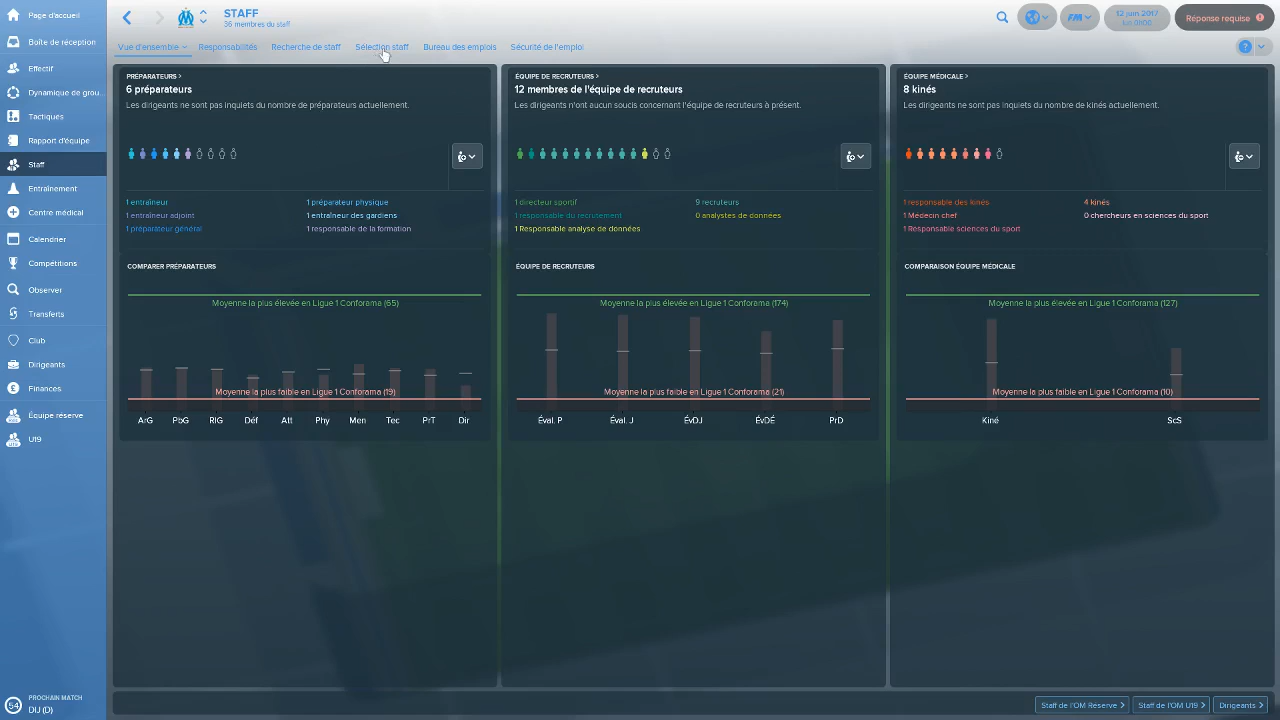 Page d'accueil
Boîte de réception
Effectif
Dynamique de grou...
Tactiques
Rapport d'équipe
Staff
Entraînement
Centre médical
Calendrier
Compétitions
Observer
Transferts
Club
Dirigeants
Finances
Équipe réserve
U19
54
PROCHAIN MATCH
DIJ (D)
STAFF
36 membres du staff
FM
12 juin 2017
lun 0h00
Réponse requise
Vue d'ensemble
Responsabilités
Recherche de staff
Sélection staff
Bureau des emplois
Sécurité de l'emploi
?
PRÉPARATEURS >
6 préparateurs
Les dirigeants ne sont pas inquiets du nombre de préparateurs actuellement.
1 entraîneur
1 entraîneur adjoint
1 préparateur général
1 préparateur physique
1 entraîneur des gardiens
1 responsable de la formation
COMPARER PRÉPARATEURS
Moyenne la plus élevée en Ligue 1 Conforama (65)
Moyenne la plus faible en Ligue 1 Conforama (19)
ArG PbG RIG Déf Att Phy Men Tec PrT Dir
ÉQUIPE DE RECRUTEURS >
12 membres de l'équipe de recruteurs
Les dirigeants n'ont aucun soucis concernant l'équipe de recruteurs à présent.
1 directeur sportif
1 responsable du recrutement
1 Responsable analyse de données
9 recruteurs
0 analystes de données
ÉQUIPE DE RECRUTEURS
Moyenne la plus élevée en Ligue 1 Conforama (174)
Moyenne la plus faible en Ligue 1 Conforama (21)
Éval. P Éval. J ÉvDJ ÉvDÉ PrD
ÉQUIPE MÉDICALE >
8 kinés
Les dirigeants ne sont pas inquiets du nombre de kinés actuellement.
1 responsable des kinés
1 Médecin chef
1 Résponsable sciences du sport
4 kinés
0 chercheurs en sciences du sport
COMPARAISON ÉQUIPE MÉDICALE
Moyenne la plus élevée en Ligue 1 Conforama (127)
Moyenne la plus faible en Ligue 1 Conforama (10)
Kiné ScS
Staff de l'OM Réserve >
Staff de l'OM U19 >
Dirigeants >